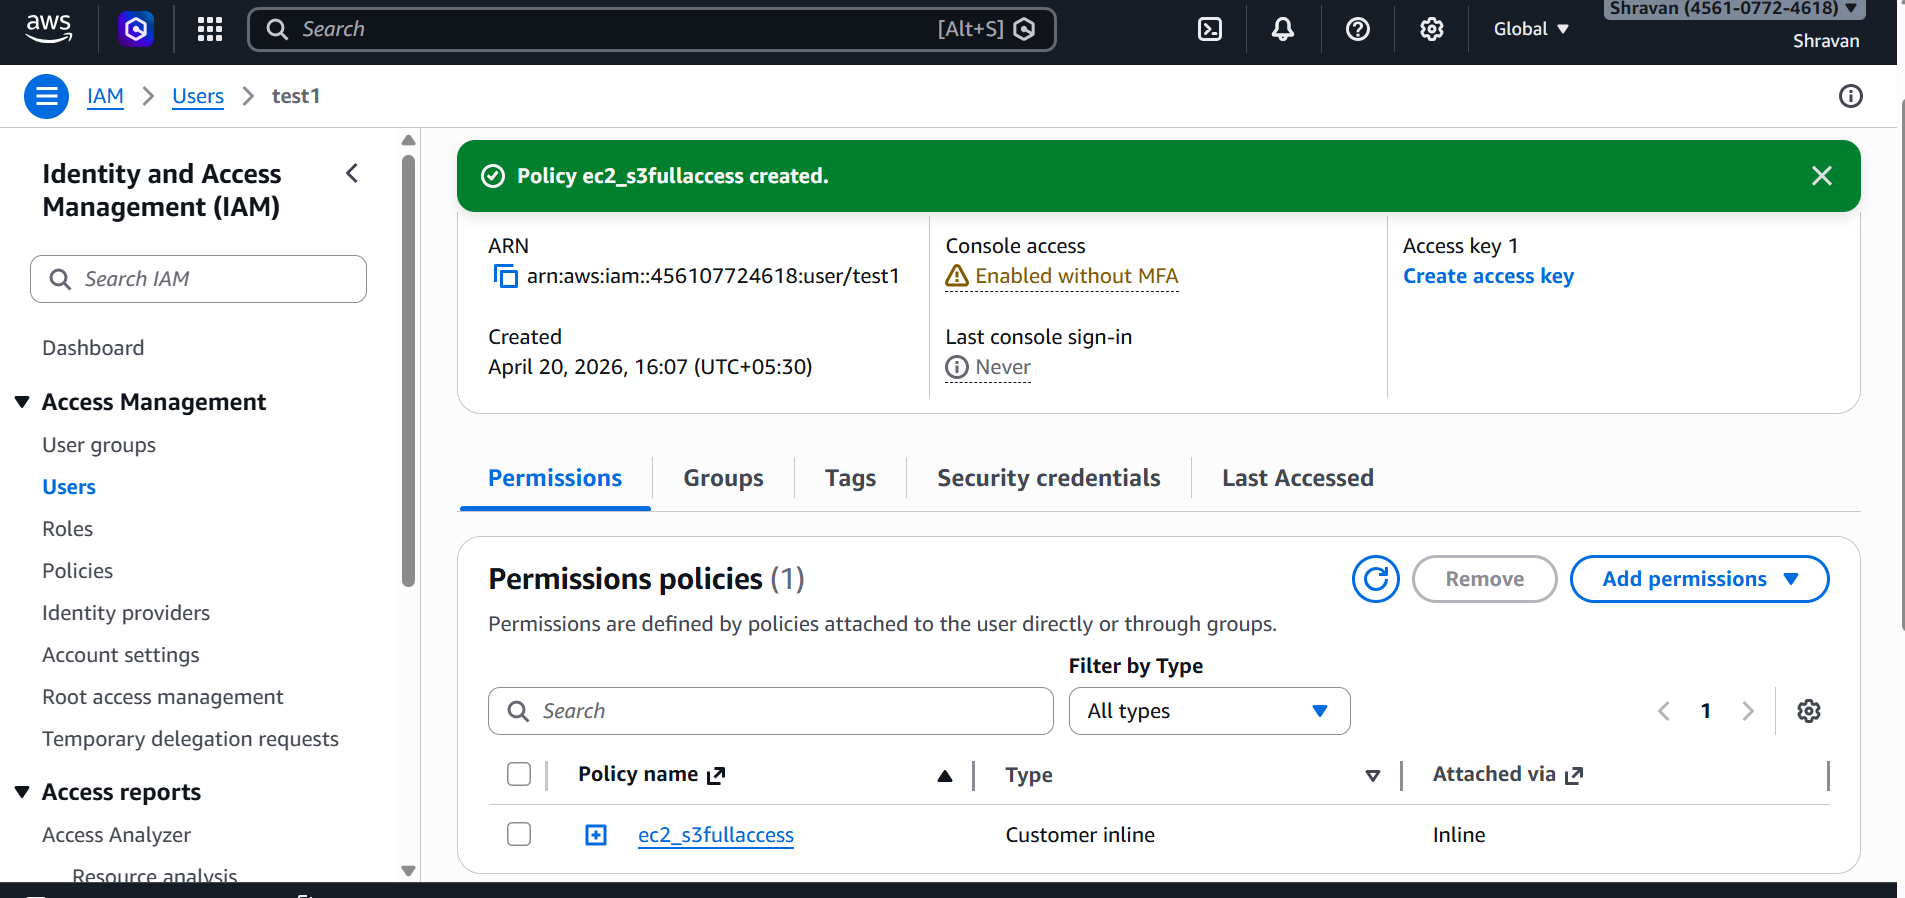 aws
Search
[Alt+S]
Global
Shravan (4561-0772-4618)
Shravan
IAM
Users
test1
Identity and Access
Management (IAM)
Search IAM
Dashboard
Access Management
User groups
Users
Roles
Policies
Identity providers
Account settings
Root access management
Temporary delegation requests
Access reports
Access Analyzer
Resource analysis
Policy ec2_s3fullaccess created.
ARN
arn:aws:iam::456107724618:user/test1
Console access
Enabled without MFA
Access key 1
Create access key
Created
April 20, 2026, 16:07 (UTC+05:30)
Last console sign-in
Never
Permissions
Groups
Tags
Security credentials
Last Accessed
Permissions policies (1)
Remove
Add permissions
Permissions are defined by policies attached to the user directly or through groups.
Filter by Type
Search
All types
1
Policy name
Type
Attached via
ec2_s3fullaccess
Customer inline
Inline